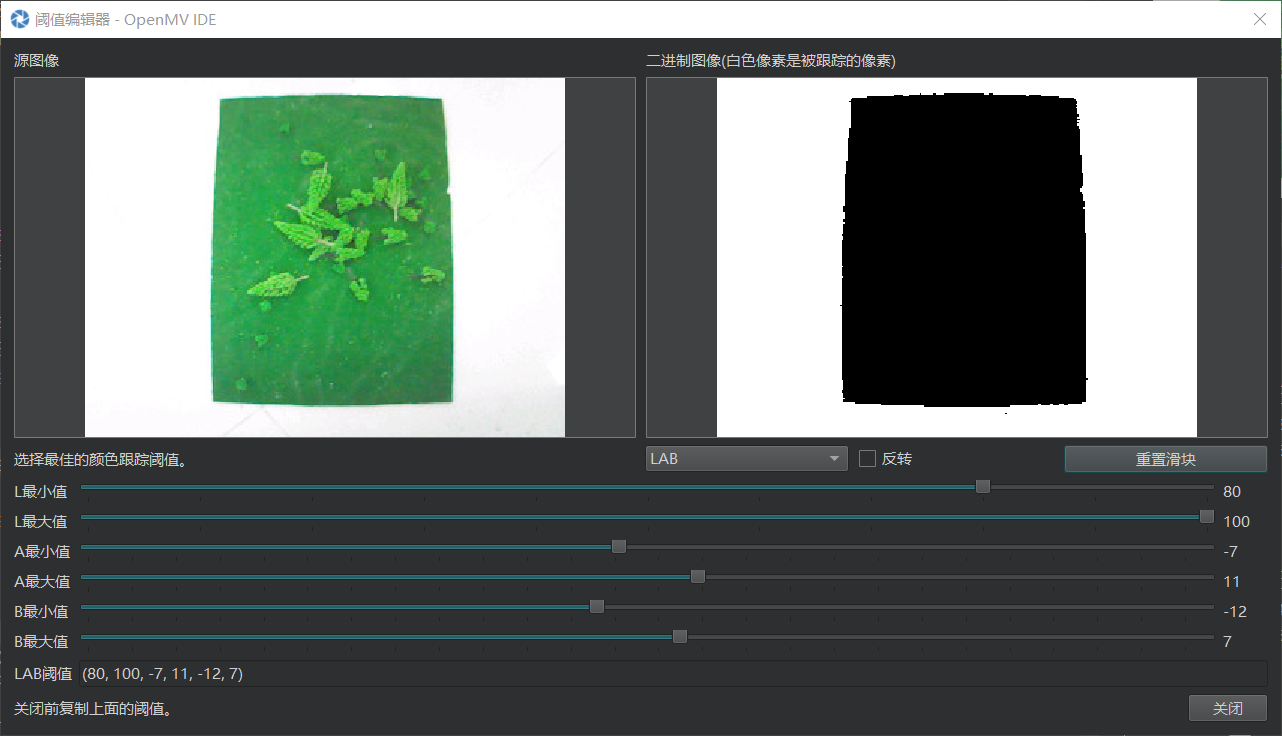 阈值编辑器 - OpenMV IDE
源图像
二进制图像(白色像素是被跟踪的像素)
选择最佳的颜色跟踪阈值。
LAB
反转
重置滑块
L最小值 80
L最大值 100
A最小值 -7
A最大值 11
B最小值 -12
B最大值 7
LAB阈值 (80, 100, -7, 11, -12, 7)
关闭前复制上面的阈值。
关闭